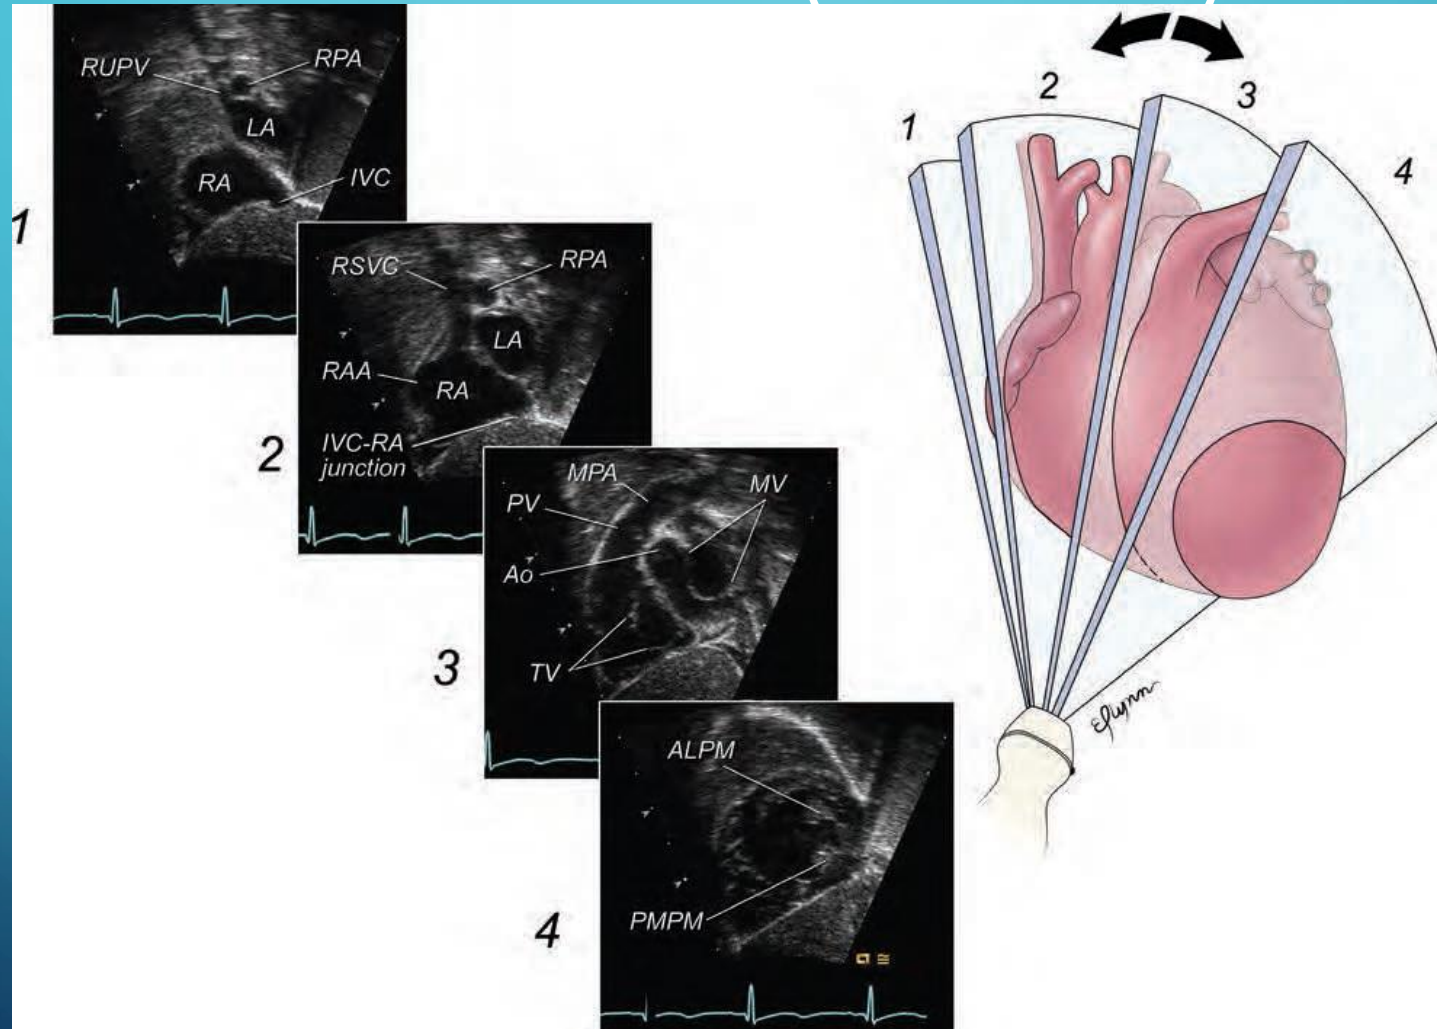 RUPV
RPA
LA
RA
IVC
1
RSVC
RPA
LA
RAA
RA
IVC-RA
junction
2
MPA
MV
PV
Ao
TV
3
ALPM
PMPM
4
1
2
3
4
Eflynn